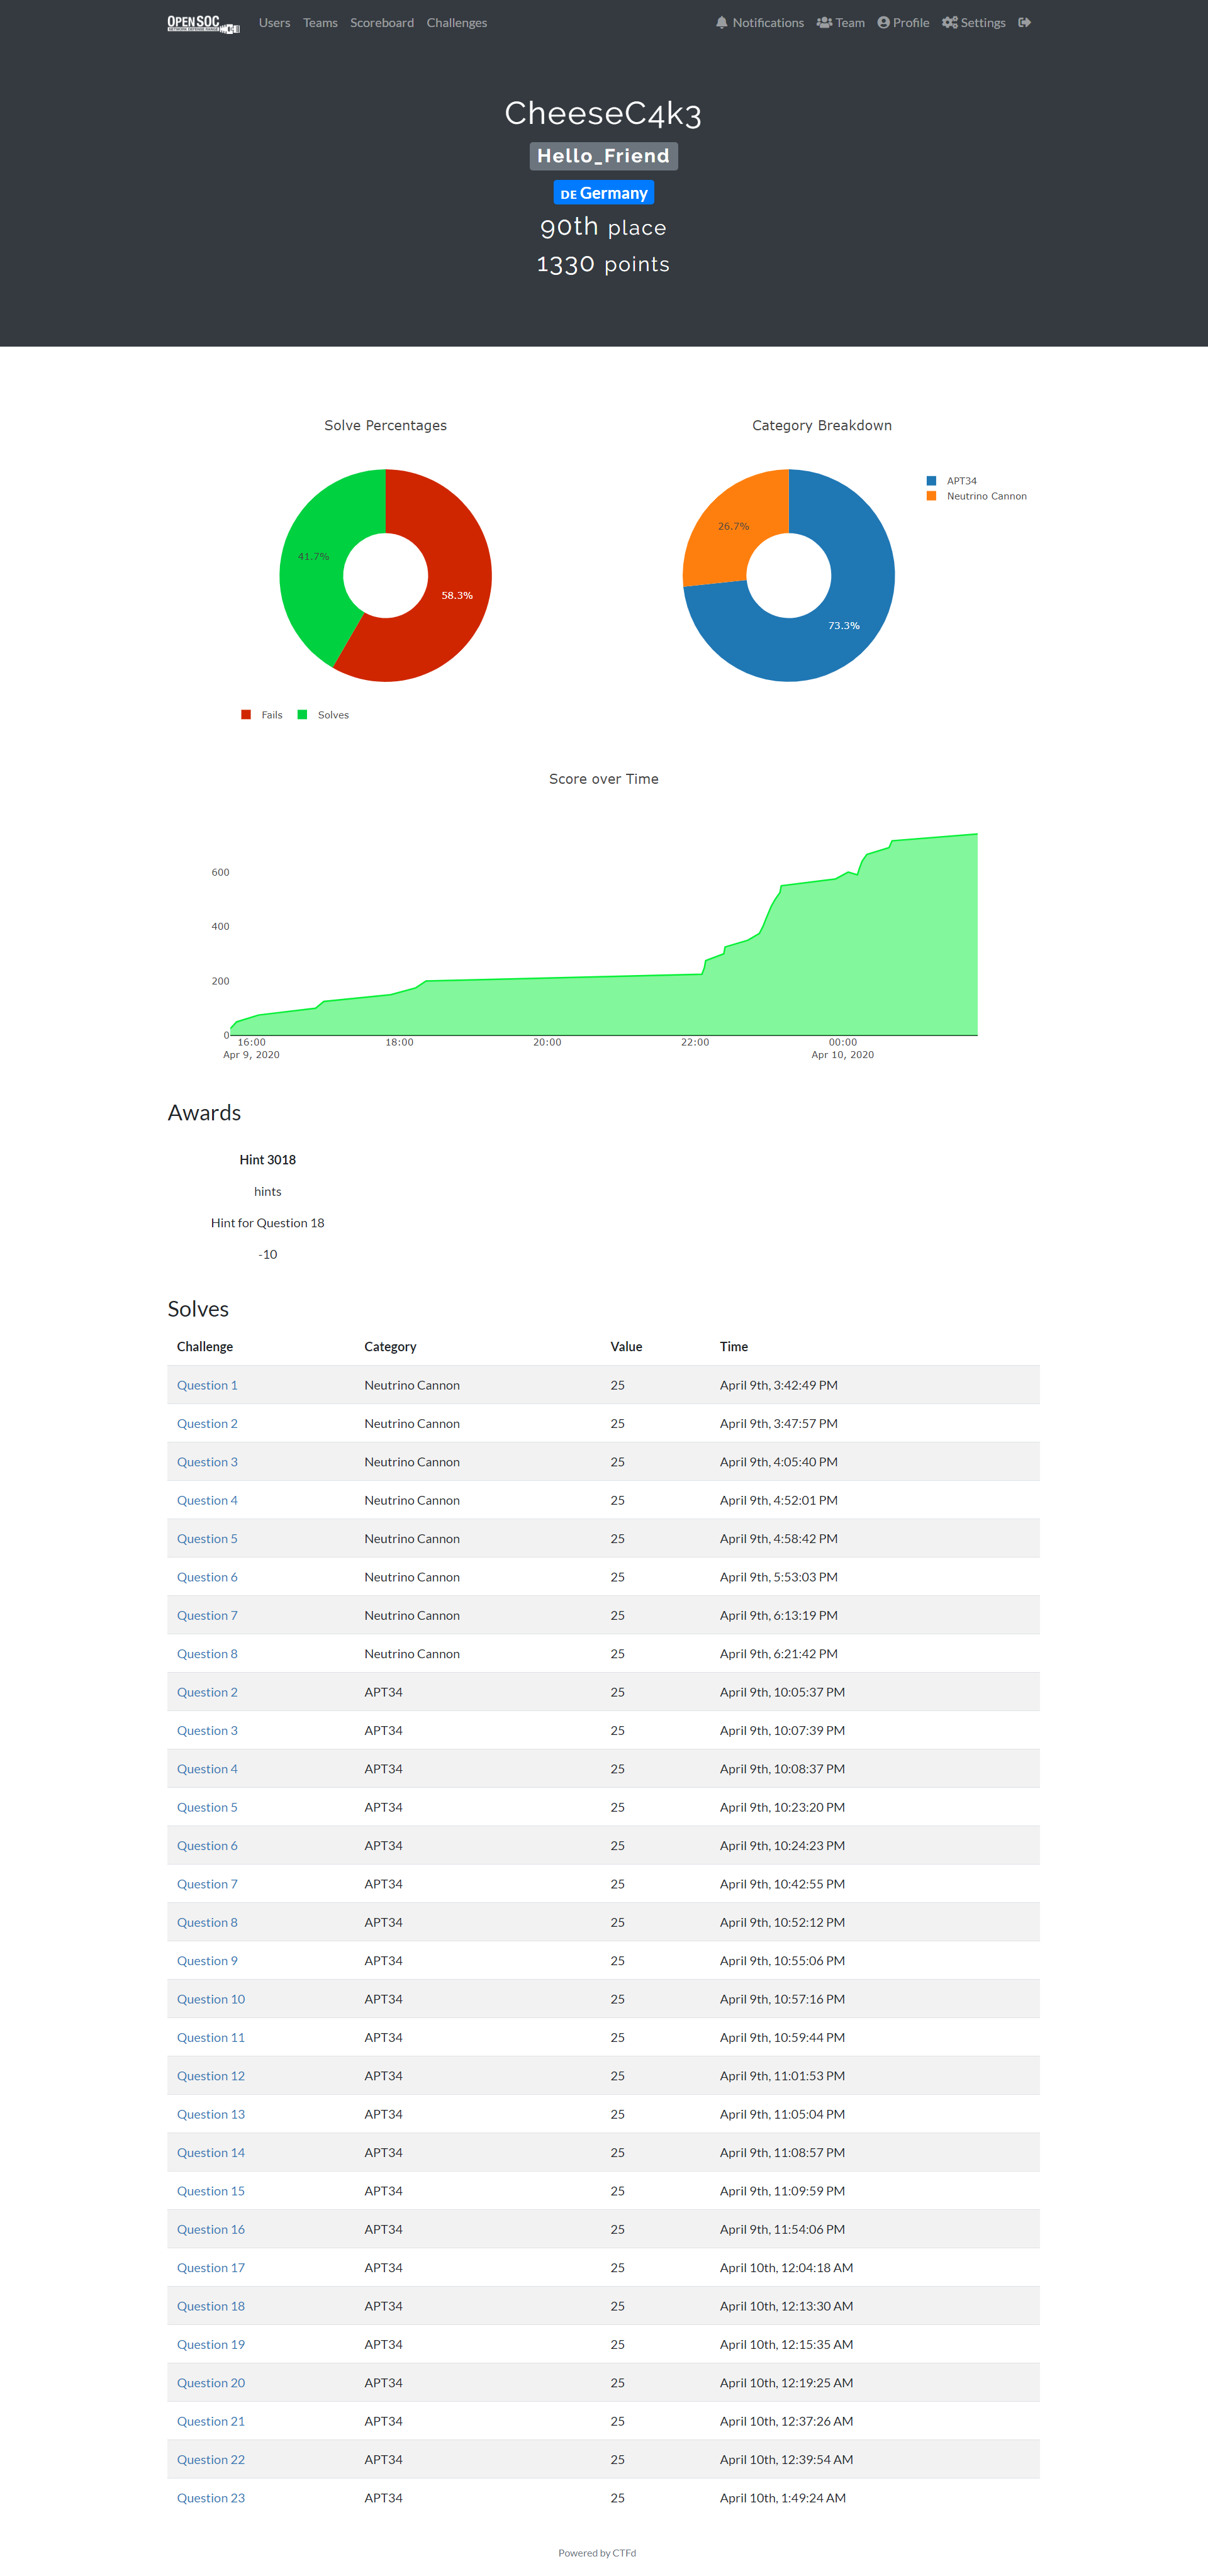 OPEN SOC Users Teams Scoreboard Challenges Notifications Team Profile Settings
NETWORK DEFENSE RANGE
CheeseC4k3
Hello_Friend
DE Germany
90th place
1330 points
Solve Percentages
41.7%
58.3%
Fails Solves
Category Breakdown
26.7%
73.3%
APT34
Neutrino Cannon
Score over Time
600
400
200
0
16:00 18:00 20:00 22:00 00:00
Apr 9, 2020 Apr 10, 2020
Awards
Hint 3018
hints
Hint for Question 18
-10
Solves
Challenge Category Value Time
Question 1 Neutrino Cannon 25 April 9th, 3:42:49 PM
Question 2 Neutrino Cannon 25 April 9th, 3:47:57 PM
Question 3 Neutrino Cannon 25 April 9th, 4:05:40 PM
Question 4 Neutrino Cannon 25 April 9th, 4:52:01 PM
Question 5 Neutrino Cannon 25 April 9th, 4:58:42 PM
Question 6 Neutrino Cannon 25 April 9th, 5:53:03 PM
Question 7 Neutrino Cannon 25 April 9th, 6:13:19 PM
Question 8 Neutrino Cannon 25 April 9th, 6:21:42 PM
Question 2 APT34 25 April 9th, 10:05:37 PM
Question 3 APT34 25 April 9th, 10:07:39 PM
Question 4 APT34 25 April 9th, 10:08:37 PM
Question 5 APT34 25 April 9th, 10:23:20 PM
Question 6 APT34 25 April 9th, 10:24:23 PM
Question 7 APT34 25 April 9th, 10:42:55 PM
Question 8 APT34 25 April 9th, 10:52:12 PM
Question 9 APT34 25 April 9th, 10:55:06 PM
Question 10 APT34 25 April 9th, 10:57:16 PM
Question 11 APT34 25 April 9th, 10:59:44 PM
Question 12 APT34 25 April 9th, 11:01:53 PM
Question 13 APT34 25 April 9th, 11:05:04 PM
Question 14 APT34 25 April 9th, 11:08:57 PM
Question 15 APT34 25 April 9th, 11:09:59 PM
Question 16 APT34 25 April 9th, 11:54:06 PM
Question 17 APT34 25 April 10th, 12:04:18 AM
Question 18 APT34 25 April 10th, 12:13:30 AM
Question 19 APT34 25 April 10th, 12:15:35 AM
Question 20 APT34 25 April 10th, 12:19:25 AM
Question 21 APT34 25 April 10th, 12:37:26 AM
Question 22 APT34 25 April 10th, 12:39:54 AM
Question 23 APT34 25 April 10th, 1:49:24 AM
Powered by CTFd